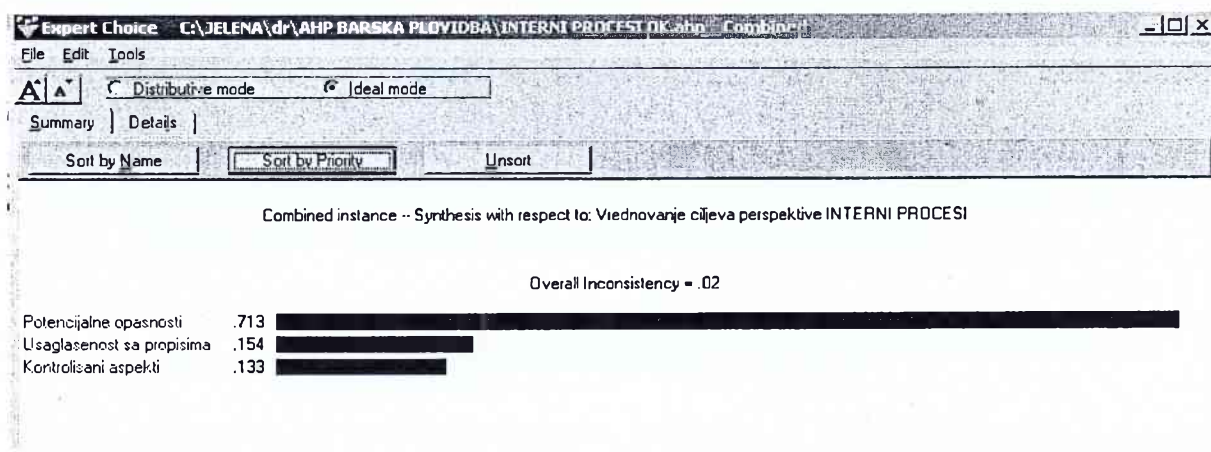 Expert Choice C:\JELENA\dr\AHP BARSKA PLOVIDBA\INTERNI PROCESI OK.ahp Combined
File Edit Tools
A A Distributive mode Ideal mode
Summary Details
Sort by Name Sort by Priority Unsort
Combined instance -- Synthesis with respect to: Vrednovanje ciljeva perspektive INTERNI PROCESI
Overall Inconsistency = .02
Potencijalne opasnosti .713
Usaglasenost sa propisima .154
Kontrolisani aspekti .133